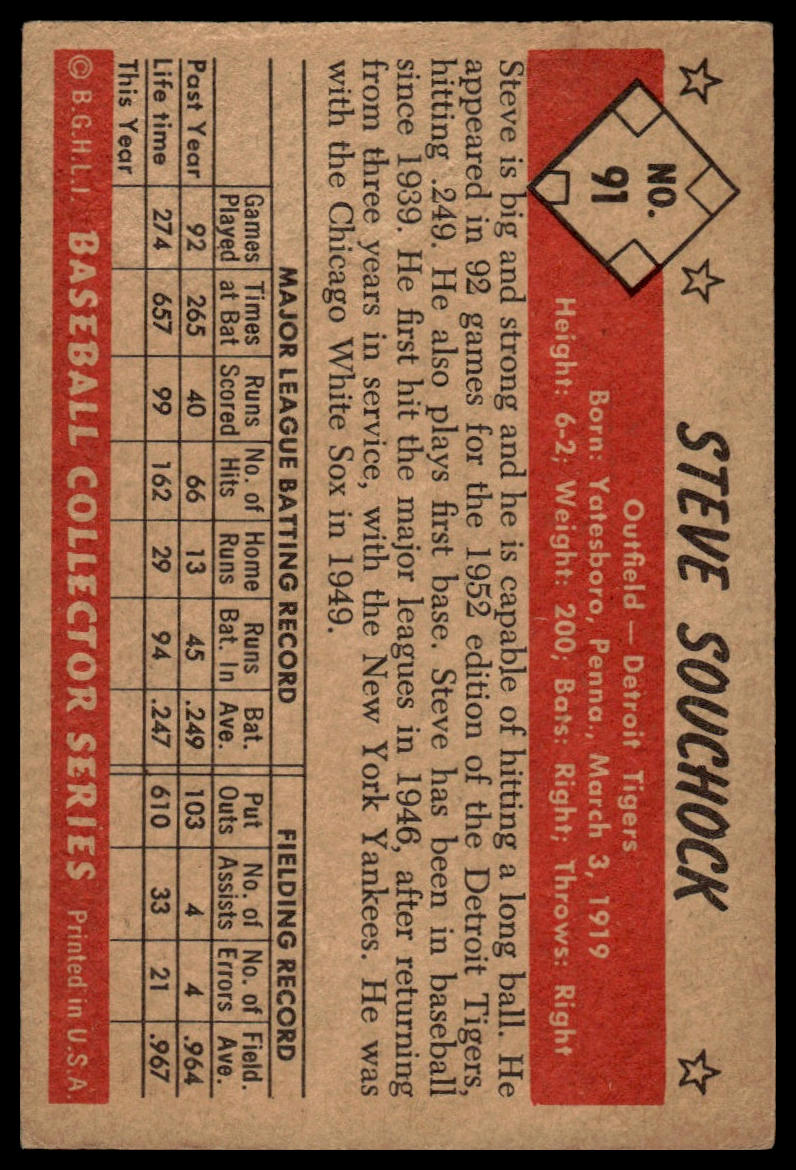 STEVE SOUCHOCK
NO.
91
Outfield — Detroit Tigers
Born: Yatesboro, Penna., March 3, 1919
Height: 6-2; Weight: 200; Bats: Right; Throws: Right
Steve is big and strong and he is capable of hitting a long ball. He
appeared in 92 games for the 1952 edition of the Detroit Tigers,
hitting .249. He also plays first base. Steve has been in baseball
since 1939. He first hit the major leagues in 1946, after returning
from three years in service, with the New York Yankees. He was
with the Chicago White Sox in 1949.
MAJOR LEAGUE BATTING RECORD FIELDING RECORD
Games Times Runs No. of Home Runs Bat. Put No. of No. of Field.
Played at Bat Scored Hits Runs Bat. In Ave. Outs Assists Errors Ave.
Past Year 92 265 40 66 13 45 .249 103 4 4 .964
Life time 274 657 99 162 29 94 .247 610 33 21 .967
This Year
© B.G.H.L.I. BASEBALL COLLECTOR SERIES Printed in U.S.A.